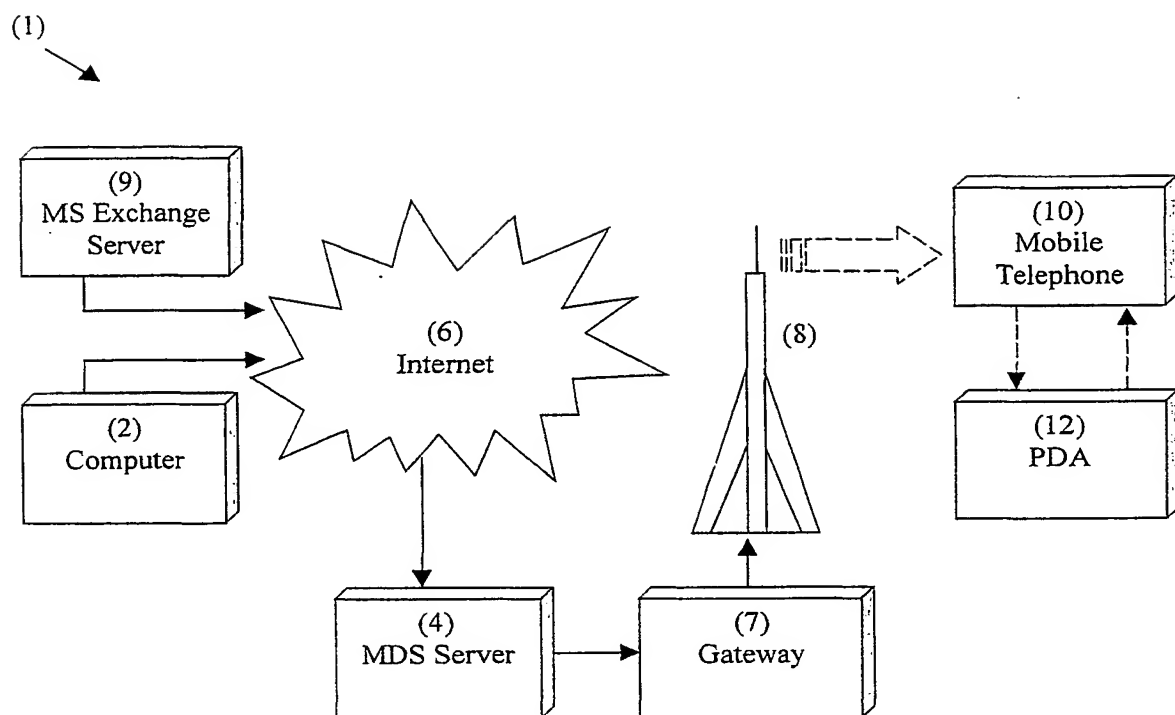 (1)
(9)
MS Exchange
Server
(2)
Computer
(6)
Internet
(4)
MDS Server
(7)
Gateway
(8)
(10)
Mobile
Telephone
(12)
PDA